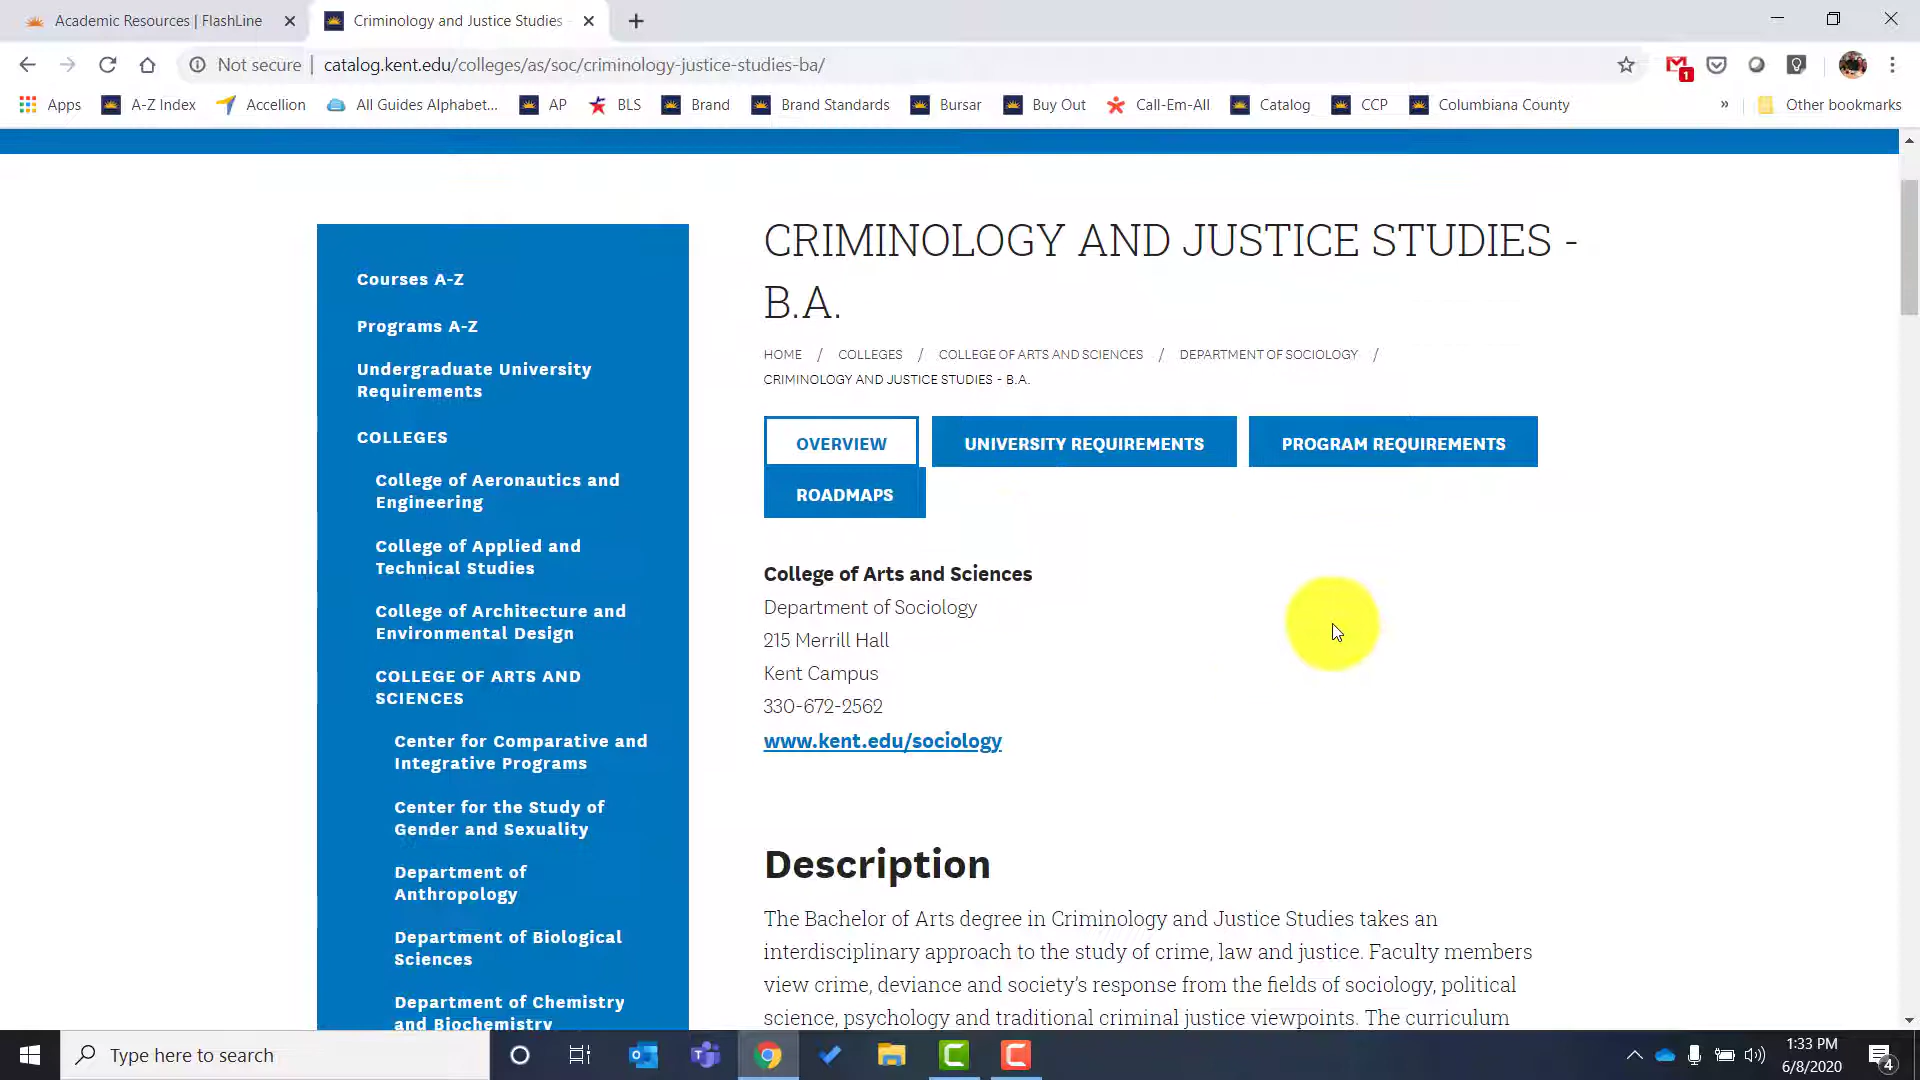 Academic Resources | FlashLine
Criminology and Justice Studies
Not secure | catalog.kent.edu/colleges/as/soc/criminology-justice-studies-ba/
1
Apps A-Z Index Accellion All Guides Alphabet... AP BLS Brand Brand Standards Bursar Buy Out Call-Em-All Catalog CCP Columbiana County » Other bookmarks
Courses A-Z
Programs A-Z
Undergraduate University
Requirements
COLLEGES
College of Aeronautics and
Engineering
College of Applied and
Technical Studies
College of Architecture and
Environmental Design
COLLEGE OF ARTS AND
SCIENCES
Center for Comparative and
Integrative Programs
Center for the Study of
Gender and Sexuality
Department of
Anthropology
Department of Biological
Sciences
Department of Chemistry
and Biochemistry
CRIMINOLOGY AND JUSTICE STUDIES -
B.A.
HOME / COLLEGES / COLLEGE OF ARTS AND SCIENCES / DEPARTMENT OF SOCIOLOGY /
CRIMINOLOGY AND JUSTICE STUDIES - B.A.
OVERVIEW UNIVERSITY REQUIREMENTS PROGRAM REQUIREMENTS
ROADMAPS
College of Arts and Sciences
Department of Sociology
215 Merrill Hall
Kent Campus
330-672-2562
www.kent.edu/sociology
Description
The Bachelor of Arts degree in Criminology and Justice Studies takes an
interdisciplinary approach to the study of crime, law and justice. Faculty members
view crime, deviance and society's response from the fields of sociology, political
science, psychology and traditional criminal justice viewpoints. The curriculum
Type here to search
1:33 PM
6/8/2020
4